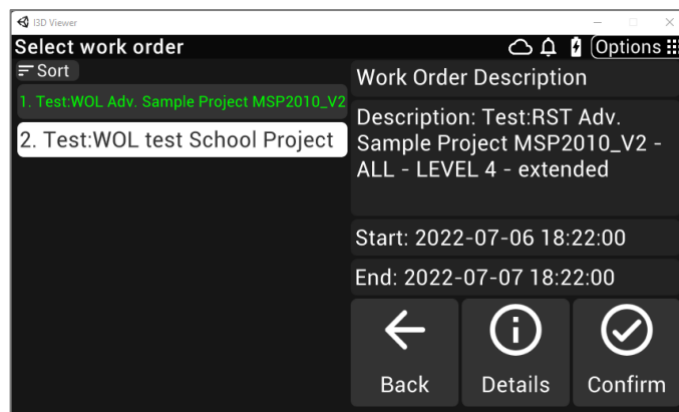 i3D Viewer
Select work order
Options
Sort
1. Test:WOL Adv. Sample Project MSP2010_V2
2. Test:WOL test School Project
Work Order Description
Description: Test:RST Adv.
Sample Project MSP2010_V2 -
ALL - LEVEL 4 - extended
Start: 2022-07-06 18:22:00
End: 2022-07-07 18:22:00
Back
Details
Confirm